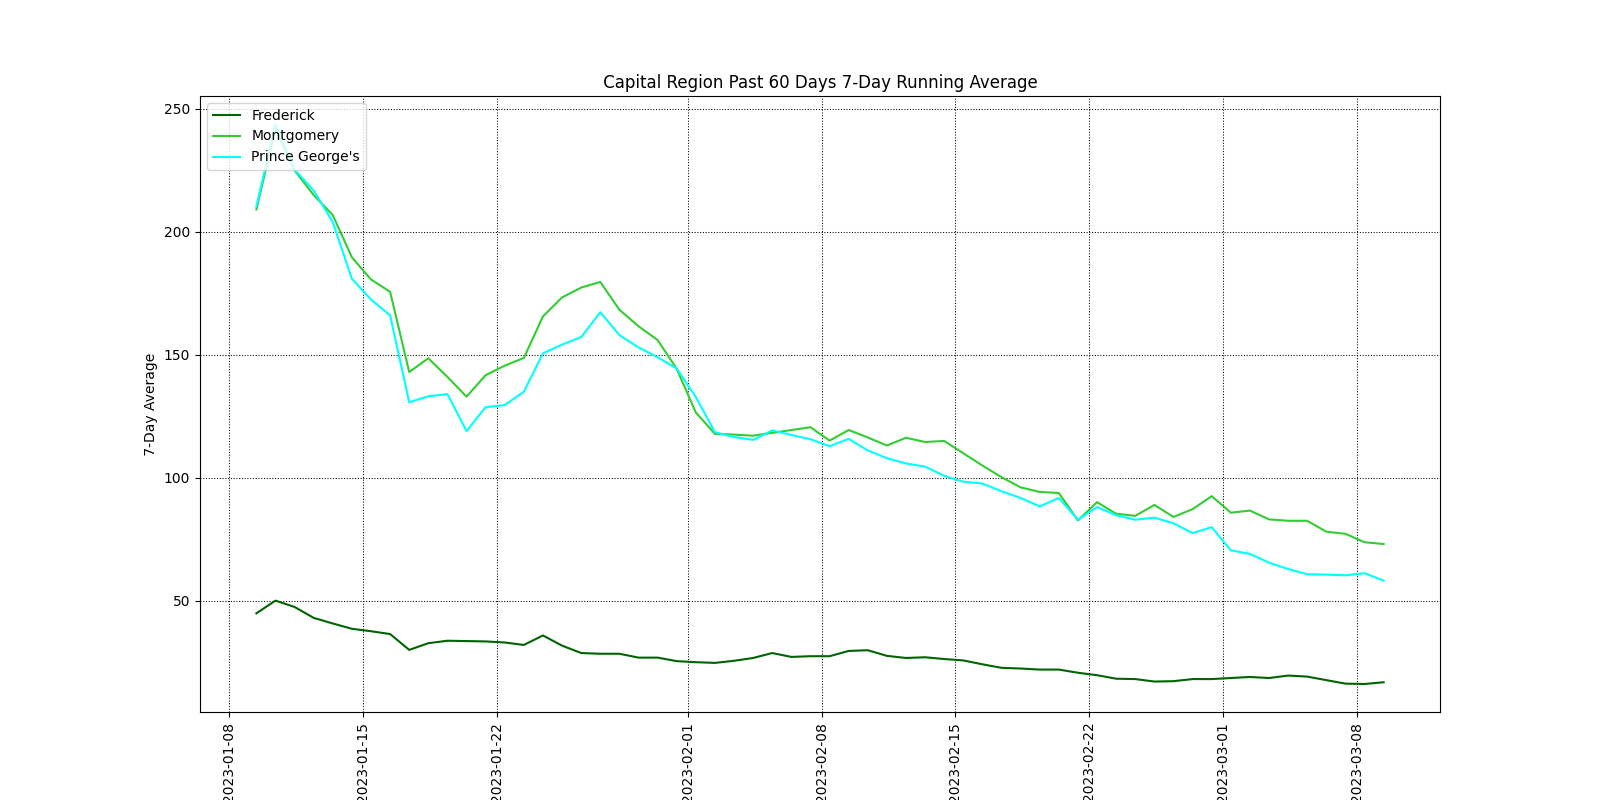 Capital Region Past 60 Days 7-Day Running Average
Frederick
Montgomery
Prince George's
7-Day Average
250
200
150
100
50
2023-01-08
2023-01-15
2023-01-22
2023-02-01
2023-02-08
2023-02-15
2023-02-22
2023-03-01
2023-03-08